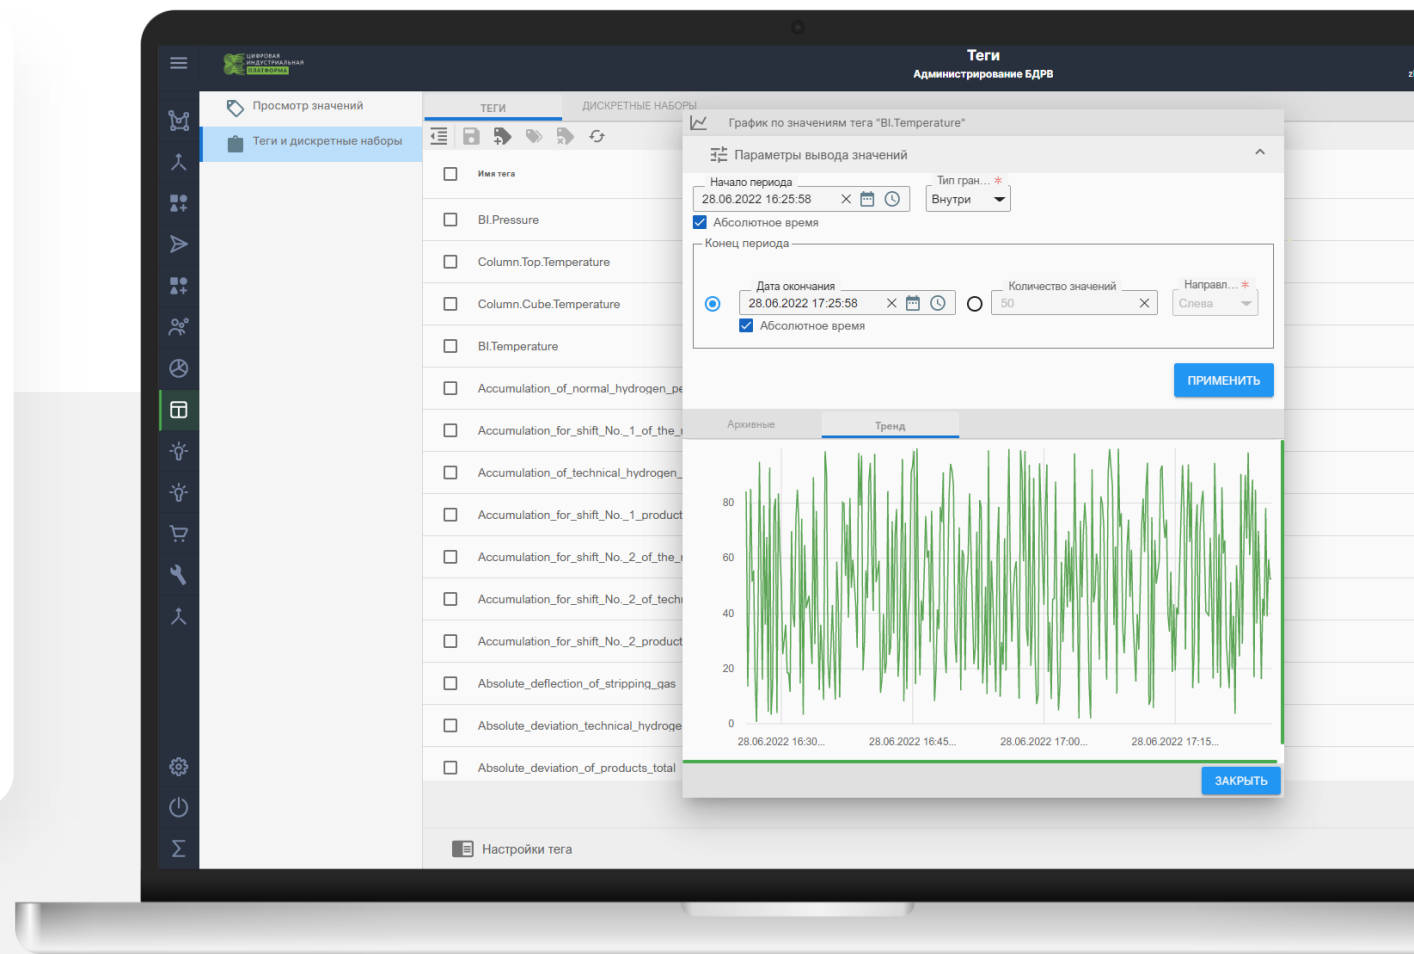 ЦИФРОВАЯ
ИНДУСТРИАЛЬНАЯ
ПЛАТФОРМА
Теги
Администрирование БДРВ
Просмотр значений
Теги и дискретные наборы
ТЕГИ
ДИСКРЕТНЫЕ НАБОРЫ
Имя тега
BI.Pressure
Column.Top.Temperature
Column.Cube.Temperature
BI.Temperature
Accumulation_of_normal_hydrogen_pe
Accumulation_for_shift_No._1_of_the_
Accumulation_of_technical_hydrogen_
Accumulation_for_shift_No._1_product
Accumulation_for_shift_No._2_of_the_
Accumulation_for_shift_No._2_of_tech
Accumulation_for_shift_No._2_product
Absolute_deflection_of_stripping_gas
Absolute_deviation_technical_hydroge
Absolute_deviation_of_products_total
Настройки тега
График по значениям тега "BI.Temperature"
Параметры вывода значений
Начало периода
28.06.2022 16:25:58
Тип гран... *
Внутри
Абсолютное время
Конец периода
Дата окончания
28.06.2022 17:25:58
Количество значений
50
Направл... *
Слева
Абсолютное время
ПРИМЕНИТЬ
Архивные
Тренд
80
60
40
20
0
28.06.2022 16:30...
28.06.2022 16:45...
28.06.2022 17:00...
28.06.2022 17:15...
ЗАКРЫТЬ